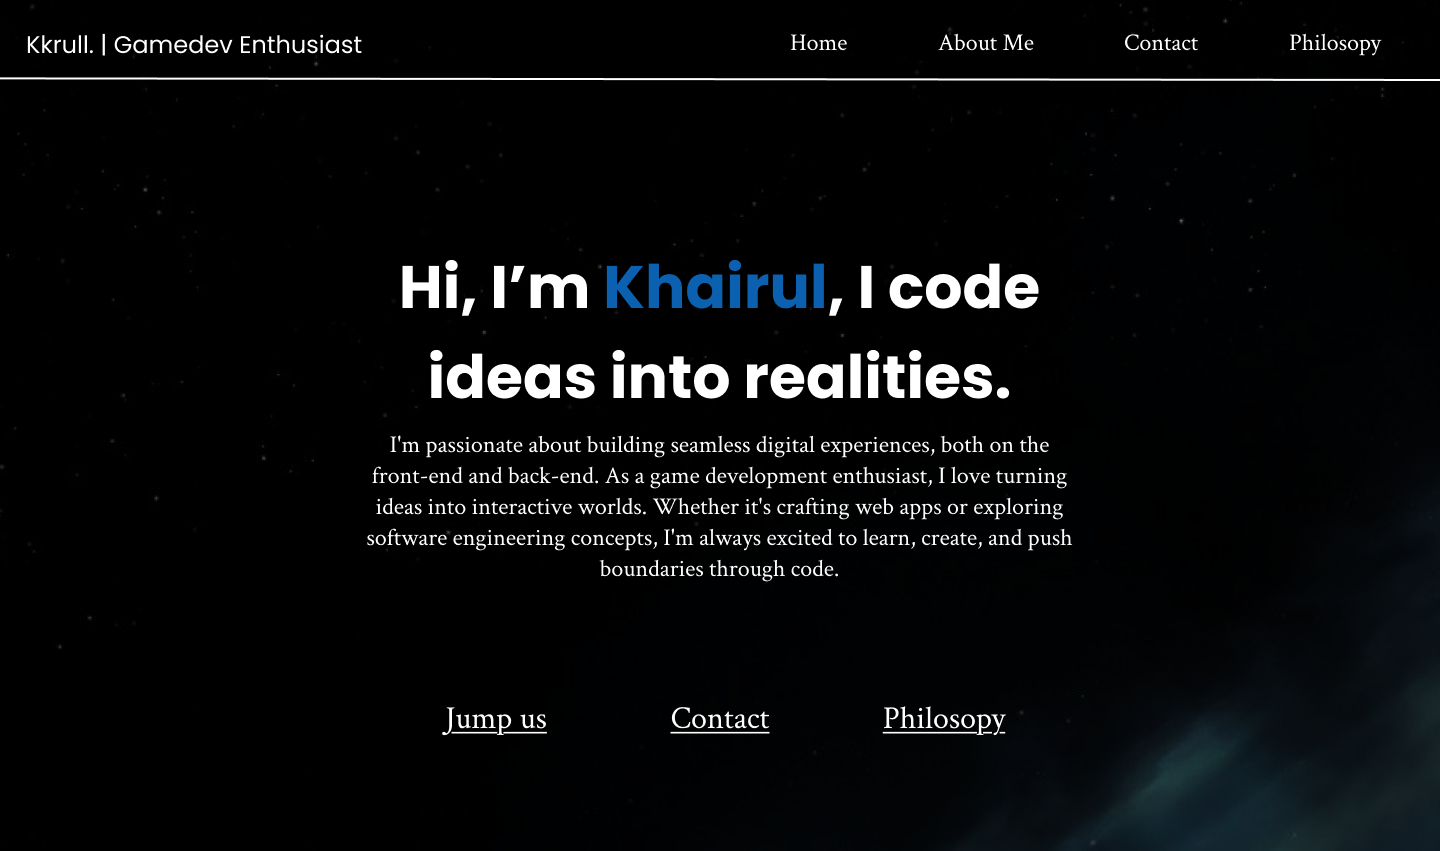 Kkrull. | Gamedev Enthusiast
Home
About Me
Contact
Philosopy
Hi, I’m Khairul, I code
ideas into realities.
I'm passionate about building seamless digital experiences, both on the
front-end and back-end. As a game development enthusiast, I love turning
ideas into interactive worlds. Whether it's crafting web apps or exploring
software engineering concepts, I'm always excited to learn, create, and push
boundaries through code.
Jump us
Contact
Philosopy